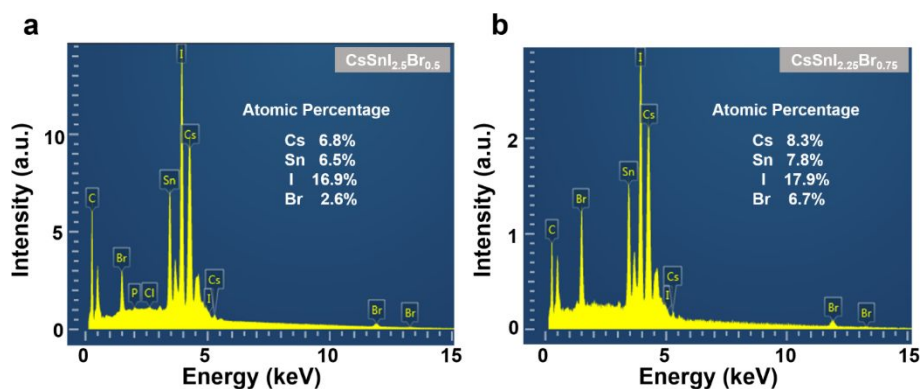 a
CsSnI2.5Br0.5
Atomic Percentage
Cs 6.8%
Sn 6.5%
I 16.9%
Br 2.6%
I
Cs
Sn
C
Br
P
Cl
I
Cs
Br
Br
10
5
0
Intensity (a.u.)
0
5
10
15
Energy (keV)
b
CsSnI2.25Br0.75
Atomic Percentage
Cs 8.3%
Sn 7.8%
I 17.9%
Br 6.7%
I
Cs
Sn
Br
C
I
Cs
Br
Br
2
1
0
Intensity (a.u.)
0
5
10
15
Energy (keV)